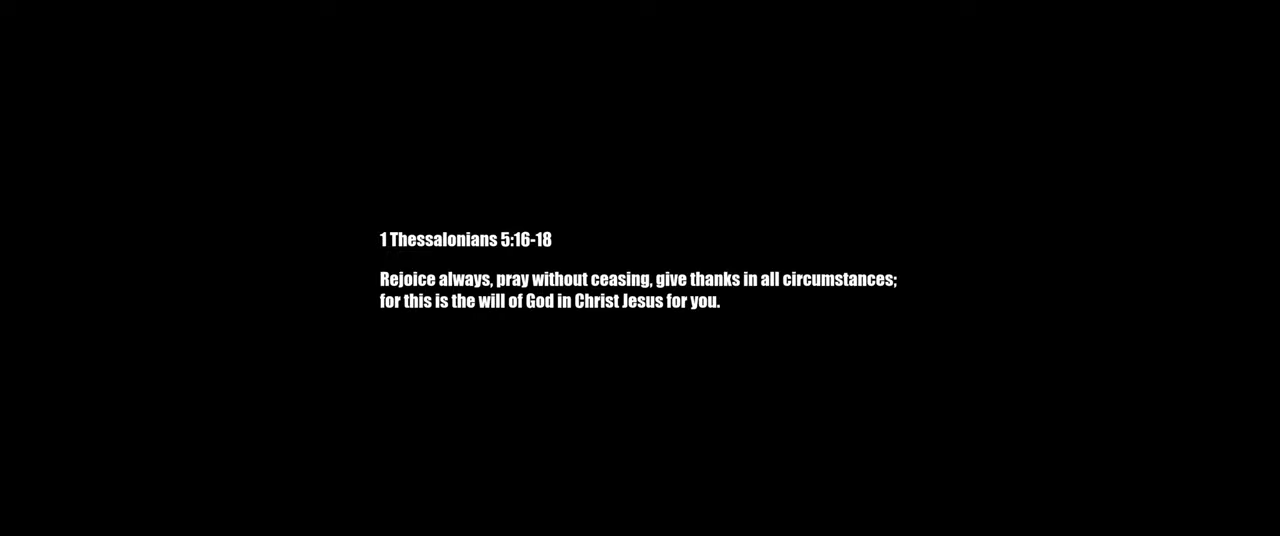 1 Thessalonians 5:16-18
Rejoice always, pray without ceasing, give thanks in all circumstances;
for this is the will of God in Christ Jesus for you.